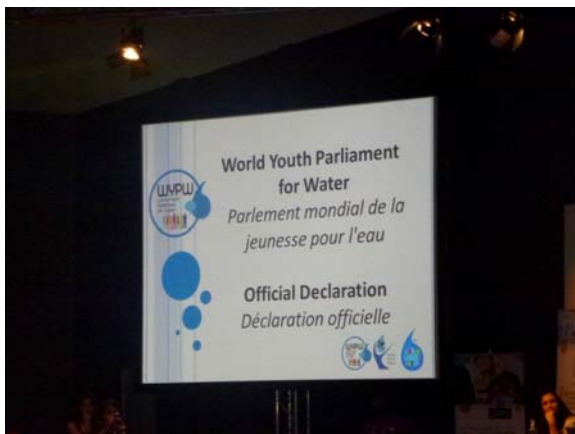 WYPW
World Youth Parliament
for Water
Parlement mondial de la
jeunesse pour l'eau
Official Declaration
Déclaration officielle